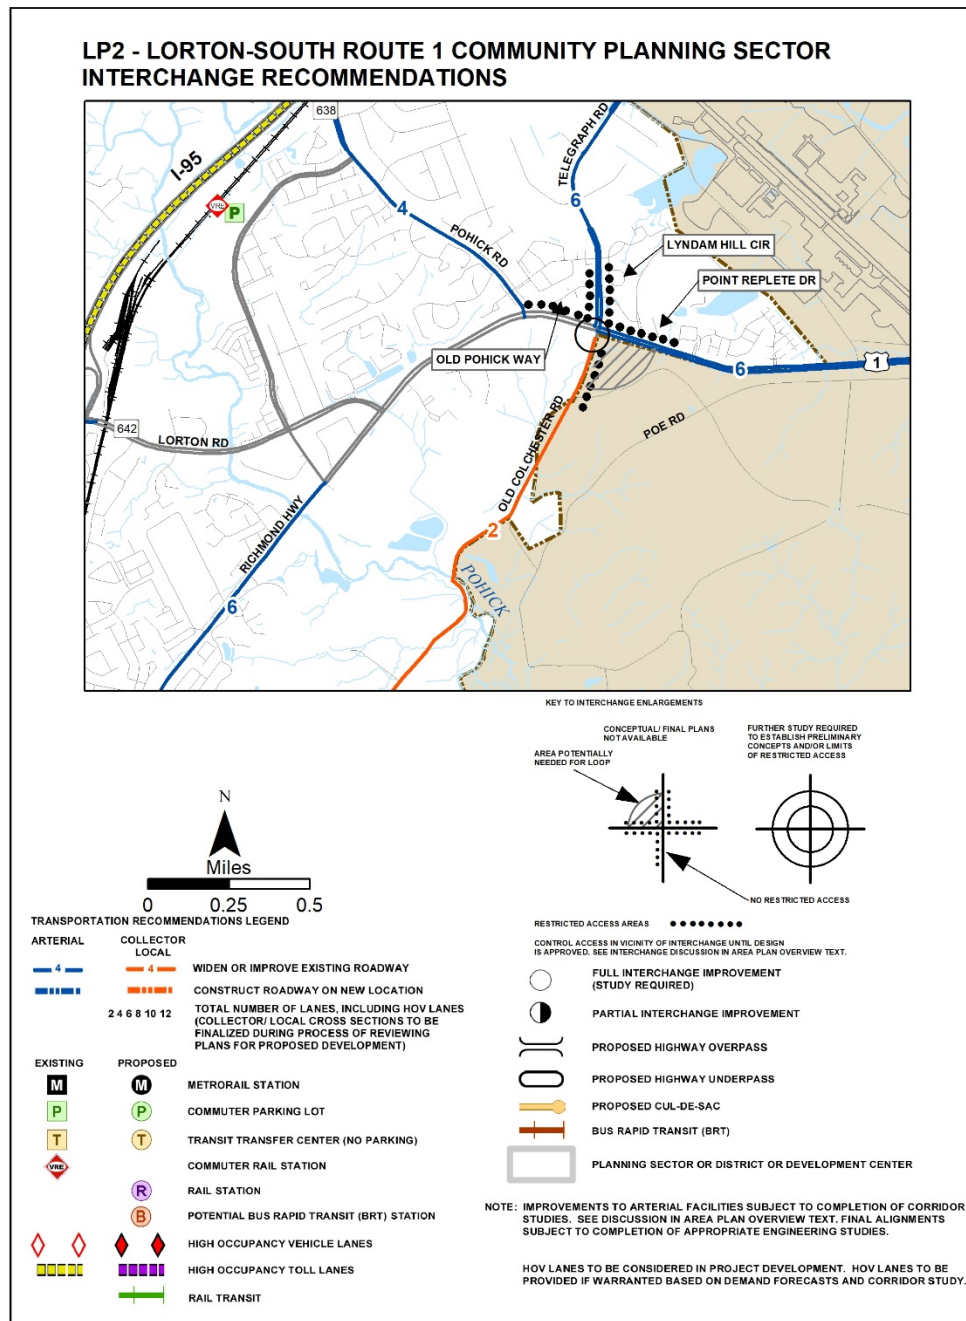 LP2 - LORTON-SOUTH ROUTE 1 COMMUNITY PLANNING SECTOR
INTERCHANGE RECOMMENDATIONS
638
I-95
VRE
P
4
POHICK RD
TELEGRAPH RD
6
LYNDAM HILL CIR
POINT REPLETE DR
OLD POHICK WAY
6
1
642
LORTON RD
OLD COLCHESTER RD
POE RD
RICHMOND HWY
2
POHICK
6
KEY TO INTERCHANGE ENLARGEMENTS
CONCEPTUAL/ FINAL PLANS
NOT AVAILABLE
AREA POTENTIALLY
NEEDED FOR LOOP
FURTHER STUDY REQUIRED
TO ESTABLISH PRELIMINARY
CONCEPTS AND/OR LIMITS
OF RESTRICTED ACCESS
NO RESTRICTED ACCESS
N
Miles
0 0.25 0.5
TRANSPORTATION RECOMMENDATIONS LEGEND
ARTERIAL
COLLECTOR
LOCAL
4 4 WIDEN OR IMPROVE EXISTING ROADWAY
CONSTRUCT ROADWAY ON NEW LOCATION
2 4 6 8 10 12 TOTAL NUMBER OF LANES, INCLUDING HOV LANES
(COLLECTOR/ LOCAL CROSS SECTIONS TO BE
FINALIZED DURING PROCESS OF REVIEWING
PLANS FOR PROPOSED DEVELOPMENT)
EXISTING PROPOSED
M M METRORAIL STATION
P P COMMUTER PARKING LOT
T T TRANSIT TRANSFER CENTER (NO PARKING)
VRE COMMUTER RAIL STATION
R RAIL STATION
B POTENTIAL BUS RAPID TRANSIT (BRT) STATION
HIGH OCCUPANCY VEHICLE LANES
HIGH OCCUPANCY TOLL LANES
RAIL TRANSIT
RESTRICTED ACCESS AREAS
CONTROL ACCESS IN VICINITY OF INTERCHANGE UNTIL DESIGN
IS APPROVED. SEE INTERCHANGE DISCUSSION IN AREA PLAN OVERVIEW TEXT.
FULL INTERCHANGE IMPROVEMENT
(STUDY REQUIRED)
PARTIAL INTERCHANGE IMPROVEMENT
PROPOSED HIGHWAY OVERPASS
PROPOSED HIGHWAY UNDERPASS
PROPOSED CUL-DE-SAC
BUS RAPID TRANSIT (BRT)
PLANNING SECTOR OR DISTRICT OR DEVELOPMENT CENTER
NOTE: IMPROVEMENTS TO ARTERIAL FACILITIES SUBJECT TO COMPLETION OF CORRIDOR
STUDIES. SEE DISCUSSION IN AREA PLAN OVERVIEW TEXT. FINAL ALIGNMENTS
SUBJECT TO COMPLETION OF APPROPRIATE ENGINEERING STUDIES.
HOV LANES TO BE CONSIDERED IN PROJECT DEVELOPMENT. HOV LANES TO BE
PROVIDED IF WARRANTED BASED ON DEMAND FORECASTS AND CORRIDOR STUDY.